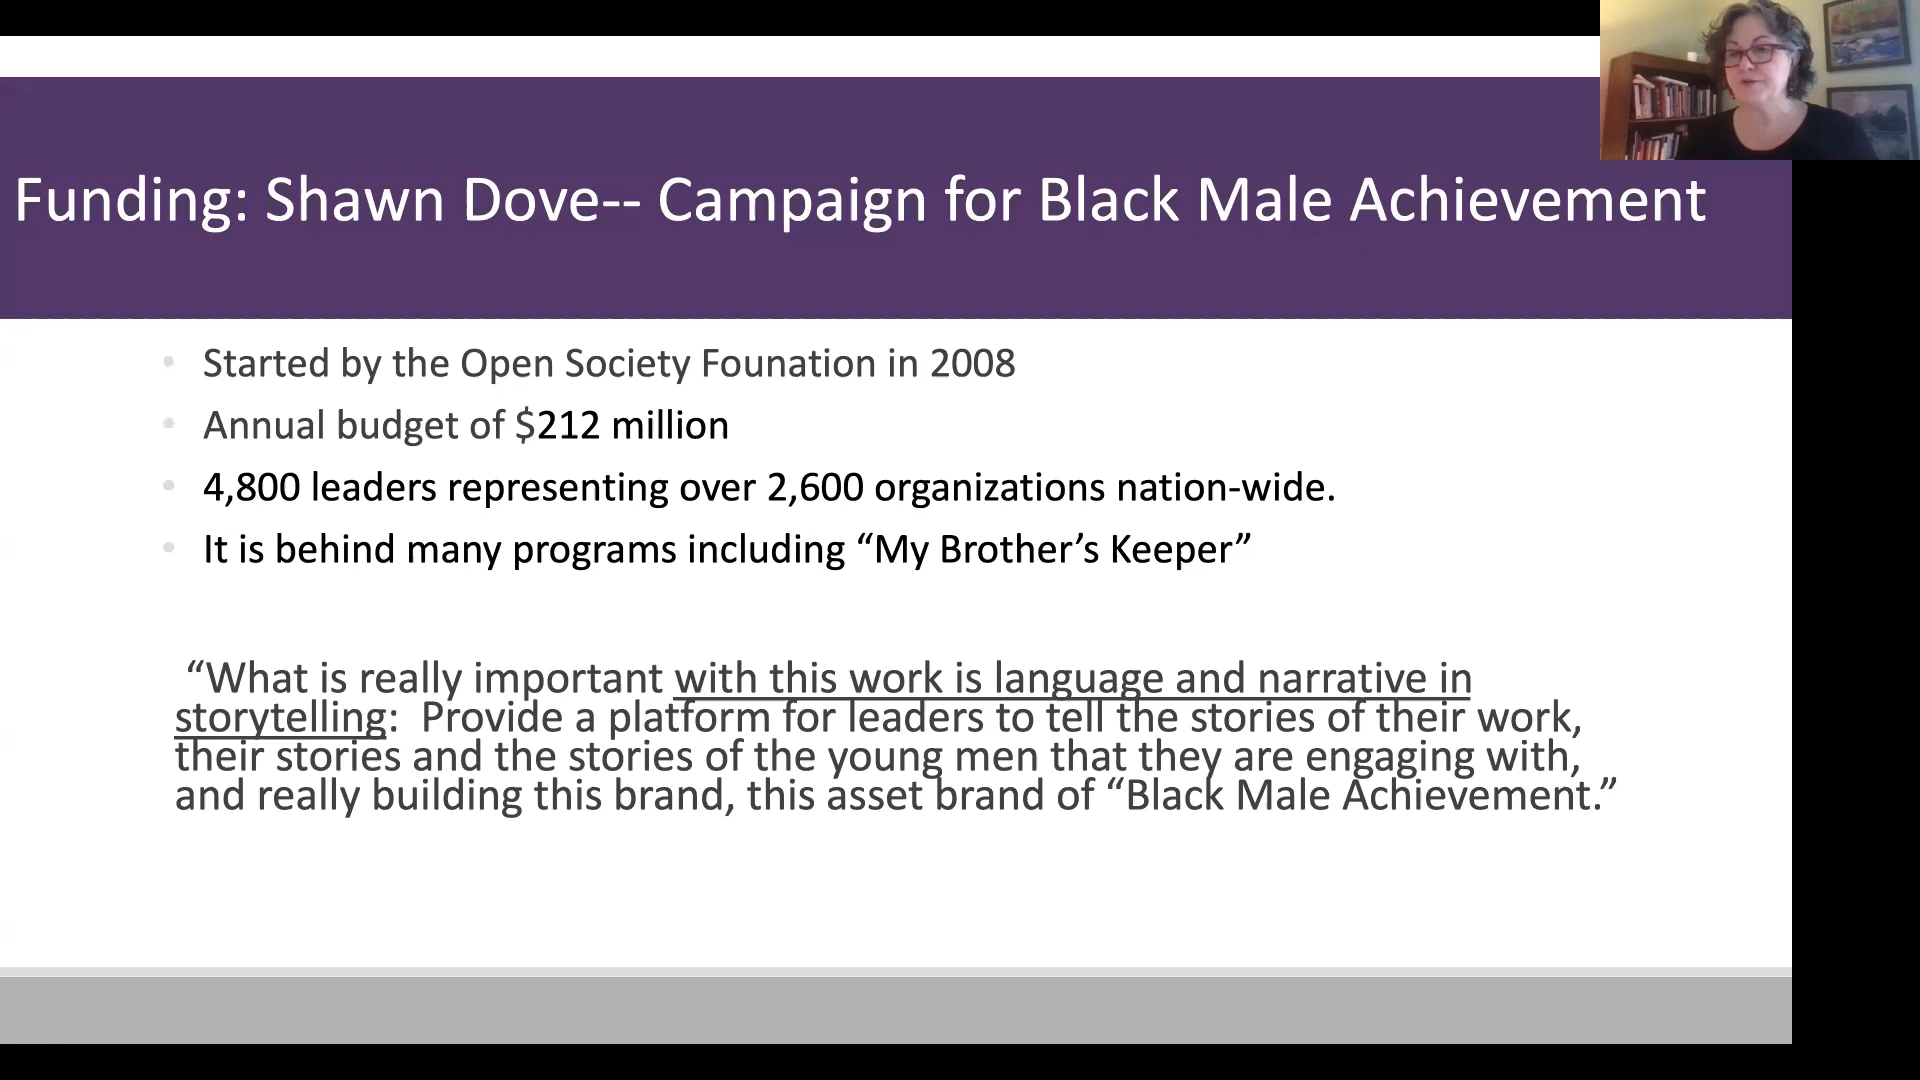 Funding: Shawn Dove-- Campaign for Black Male Achievement
• Started by the Open Society Founation in 2008
• Annual budget of $212 million
• 4,800 leaders representing over 2,600 organizations nation-wide.
• It is behind many programs including “My Brother’s Keeper”
“What is really important with this work is language and narrative in
storytelling: Provide a platform for leaders to tell the stories of their work,
their stories and the stories of the young men that they are engaging with,
and really building this brand, this asset brand of “Black Male Achievement.”